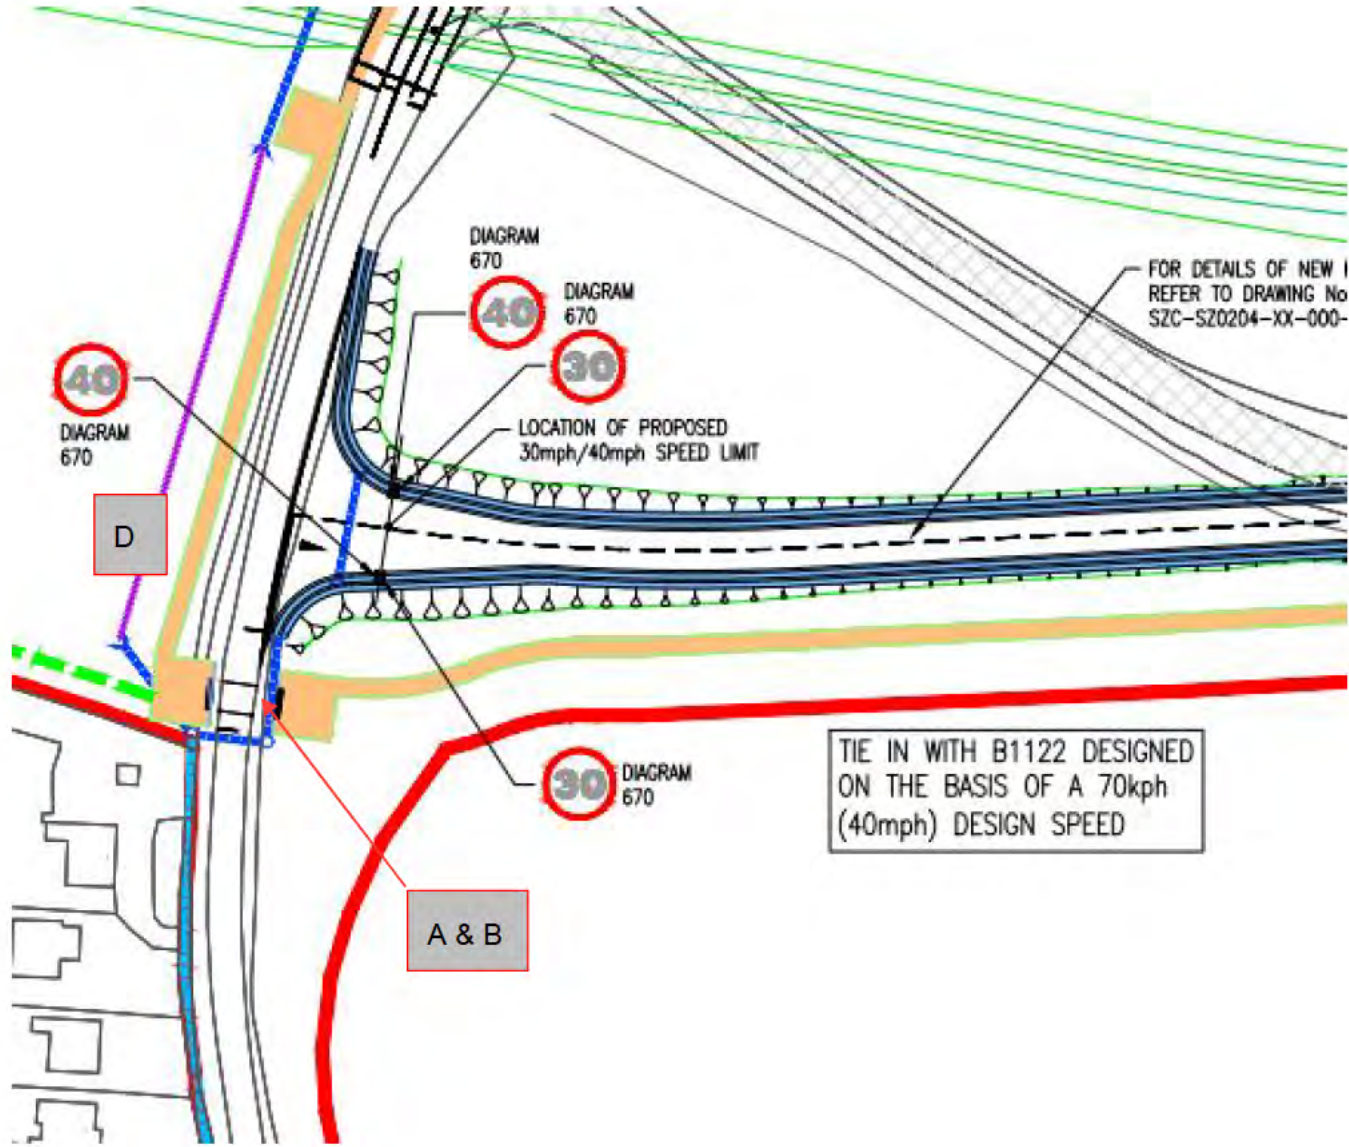 DIAGRAM
670
40
DIAGRAM
670
30
40
DIAGRAM
670
LOCATION OF PROPOSED
30mph/40mph SPEED LIMIT
FOR DETAILS OF NEW
REFER TO DRAWING No
SZC-SZ0204-XX-000-
D
30
DIAGRAM
670
TIE IN WITH B1122 DESIGNED
ON THE BASIS OF A 70kph
(40mph) DESIGN SPEED
A & B